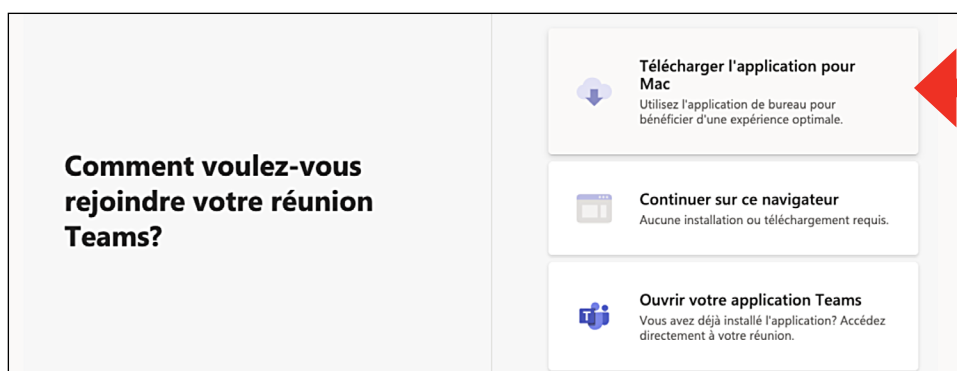 Comment voulez-vous
rejoindre votre réunion
Teams?
Télécharger l'application pour
Mac
Utilisez l'application de bureau pour
bénéficier d'une expérience optimale.
Continuer sur ce navigateur
Aucune installation ou téléchargement requis.
Ouvrir votre application Teams
Vous avez déjà installé l'application? Accédez
directement à votre réunion.